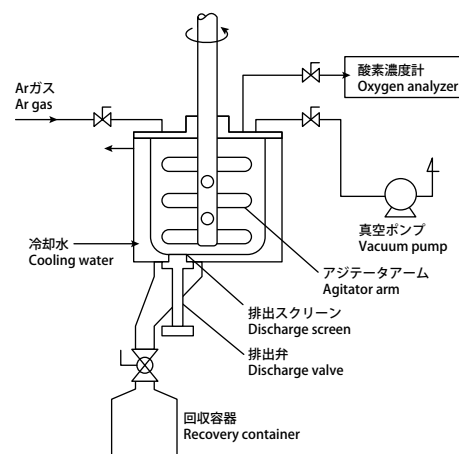 Arガス
Ar gas
酸素濃度計
Oxygen analyzer
真空ポンプ
Vacuum pump
冷却水
Cooling water
アジテータアーム
Agitator arm
排出スクリーン
Discharge screen
排出弁
Discharge valve
回収容器
Recovery container